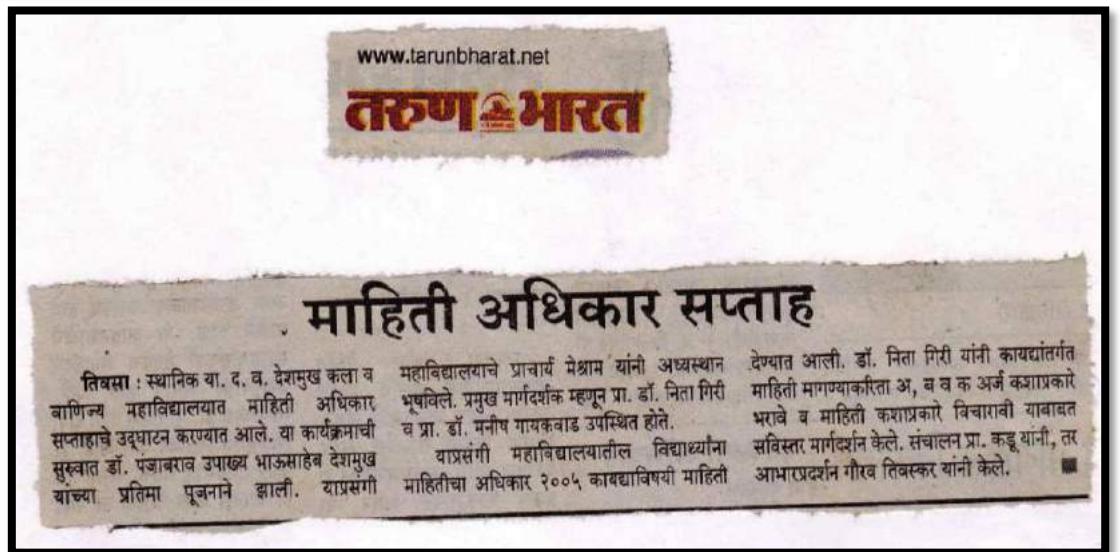 www.tarunbharat.net
तरुण भारत
माहिती अधिकार सप्ताह
तिवसा : स्थानिक या. द. व. देशमुख कला व
वाणिज्य महाविद्यालयात माहिती अधिकार
सप्ताहाचे उद्घाटन करण्यात आले. या कार्यक्रमाची
सुरुवात डॉ. पंजाबराव उपाख्य भाऊसाहेब देशमुख
यांच्या प्रतिमा पूजनाने झाली. याप्रसंगी
महाविद्यालयाचे प्राचार्य मेश्राम यांनी अध्यस्थान
भूषविले. प्रमुख मार्गदर्शक म्हणून प्रा. डॉ. निता गिरी
व प्रा. डॉ. मनीष गायकवाड उपस्थित होते.
याप्रसंगी महाविद्यालयातील विद्यार्थ्यांना
माहितीचा अधिकार २००५ कायद्याविषयी माहिती
देण्यात आली. डॉ. निता गिरी यांनी कायद्यांतर्गत
माहिती मागण्याकरिता अ, ब व क अर्ज कशाप्रकारे
भरावे व माहिती कशाप्रकारे विचारावी याबाबत
सविस्तर मार्गदर्शन केले. संचालन प्रा. कडू यांनी, तर
आभारप्रदर्शन गौरव तिवस्कर यांनी केले.